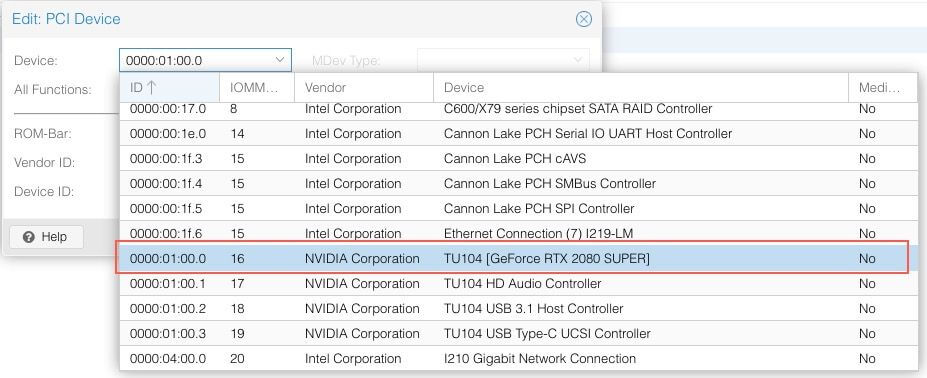 Edit: PCI Device
Device: 0000:01:00.0 MDev Type:
All Functions:
ROM-Bar:
Vendor ID:
Device ID:
Help
ID IOMM... Vendor Device Medi...
0000:00:17.0 8 Intel Corporation C600/X79 series chipset SATA RAID Controller No
0000:00:1e.0 14 Intel Corporation Cannon Lake PCH Serial IO UART Host Controller No
0000:00:1f.3 15 Intel Corporation Cannon Lake PCH cAVS No
0000:00:1f.4 15 Intel Corporation Cannon Lake PCH SMBus Controller No
0000:00:1f.5 15 Intel Corporation Cannon Lake PCH SPI Controller No
0000:00:1f.6 15 Intel Corporation Ethernet Connection (7) I219-LM No
0000:01:00.0 16 NVIDIA Corporation TU104 [GeForce RTX 2080 SUPER] No
0000:01:00.1 17 NVIDIA Corporation TU104 HD Audio Controller No
0000:01:00.2 18 NVIDIA Corporation TU104 USB 3.1 Host Controller No
0000:01:00.3 19 NVIDIA Corporation TU104 USB Type-C UCSI Controller No
0000:04:00.0 20 Intel Corporation I210 Gigabit Network Connection No